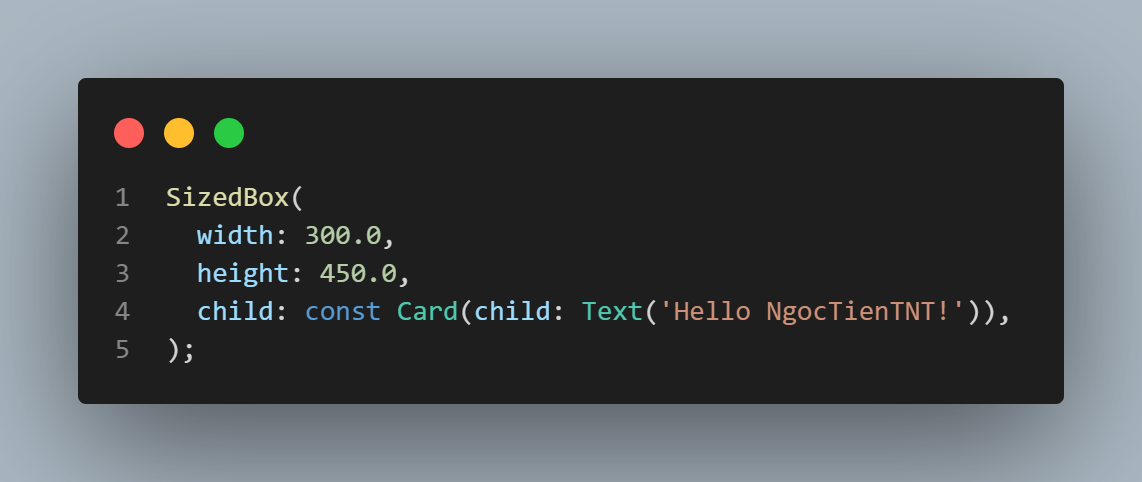 1 SizedBox(
2 width: 300.0,
3 height: 450.0,
4 child: const Card(child: Text('Hello NgocTienTNT!')),
5 );